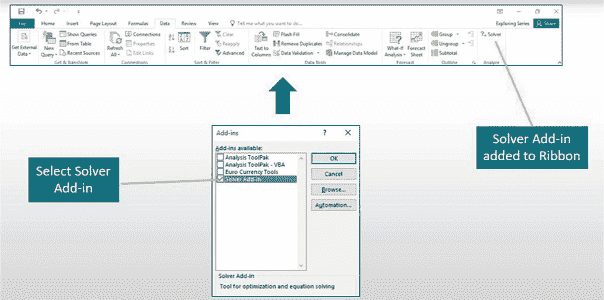 File Home Insert Page Layout Formulas Data Review View Tell me what you want to do... Exploring Series Share
Get External Data New Query Show Queries From Table Recent Sources Refresh All Connections Properties Edit Links Sort Filter Clear Reapply Advanced Text to Columns Flash Fill Remove Duplicates Data Validation Consolidate Relationships Manage Data Model What-If Analysis Forecast Sheet Group Ungroup Subtotal Solver
Get & Transform Connections Sort & Filter Data Tools Forecast Outline Analyze
Select Solver
Add-in
Solver Add-in
added to Ribbon
Add-ins ? ×
Add-ins available:
Analysis ToolPak
Analysis ToolPak - VBA
Euro Currency Tools
Solver Add-in
OK
Cancel
Browse...
Automation...
Solver Add-in
Tool for optimization and equation solving